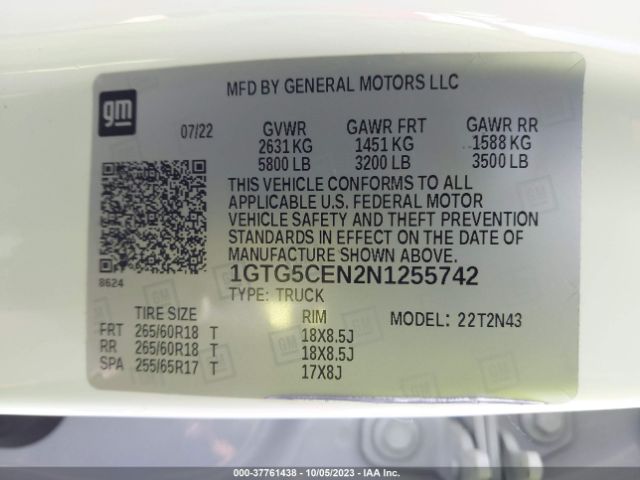 gm
MFD BY GENERAL MOTORS LLC
07/22 GVWR GAWR FRT GAWR RR
2631 KG 1451 KG 1588 KG
5800 LB 3200 LB 3500 LB
THIS VEHICLE CONFORMS TO ALL
APPLICABLE U.S. FEDERAL MOTOR
VEHICLE SAFETY AND THEFT PREVENTION
STANDARDS IN EFFECT ON THE DATE OF
MANUFACTURE SHOWN ABOVE.
8624
1GTG5CEN2N1255742
TYPE: TRUCK
TIRE SIZE RIM MODEL: 22T2N43
FRT 265/60R18 T 18X8.5J
RR 265/60R18 T 18X8.5J
SPA 255/65R17 T 17X8J
000-37761438 - 10/05/2023 - IAA Inc.